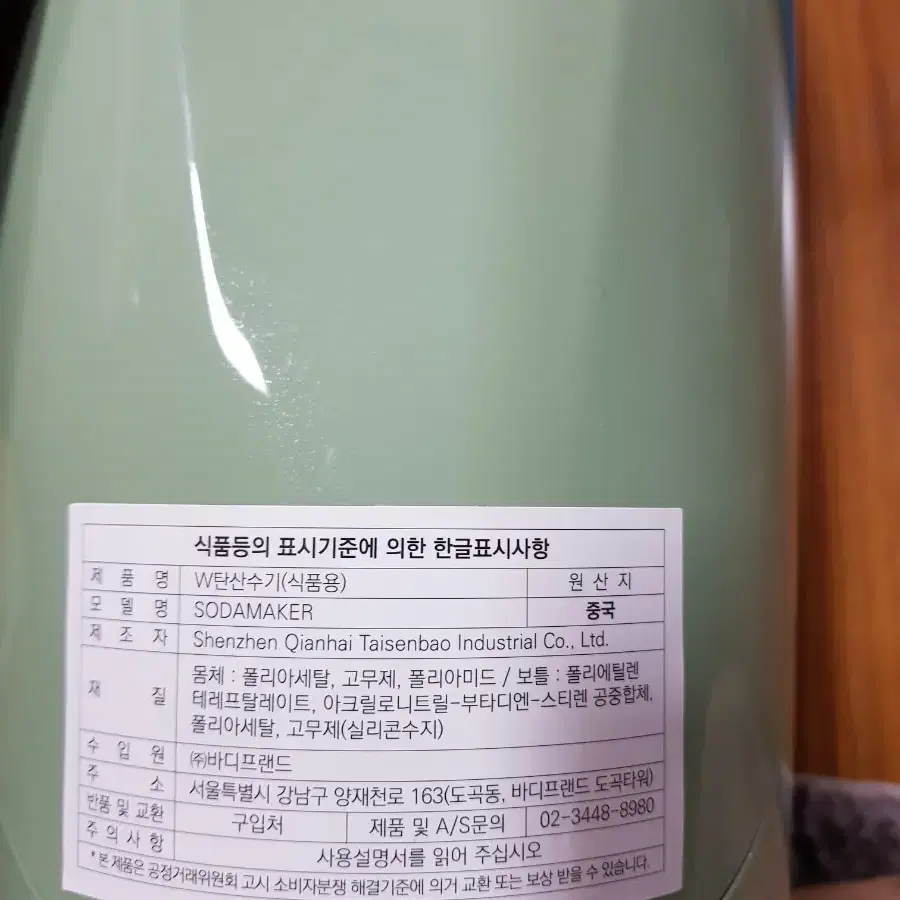 식품등의 표시기준에 의한 한글표시사항
제 품 명 W탄산수기(식품용) 원 산 지
모 델 명 SODAMAKER 중국
제 조 자 Shenzhen Qianhai Taisenbao Industrial Co., Ltd.
재 질 몸체 : 폴리아세탈, 고무제, 폴리아미드 / 보틀 : 폴리에틸렌
테레프탈레이트, 아크릴로니트릴-부타디엔-스티렌 공중합체,
폴리아세탈, 고무제(실리콘수지)
수 입 원 ㈜바디프랜드
주 소 서울특별시 강남구 양재천로 163(도곡동, 바디프랜드 도곡타워)
반품 및 교환 구입처 제품 및 A/S문의 02-3448-8980
주 의 사 항 사용설명서를 읽어 주십시오
* 본 제품은 공정거래위원회 고시 소비자분쟁 해결기준에 의거 교환 또는 보상 받을 수 있습니다.